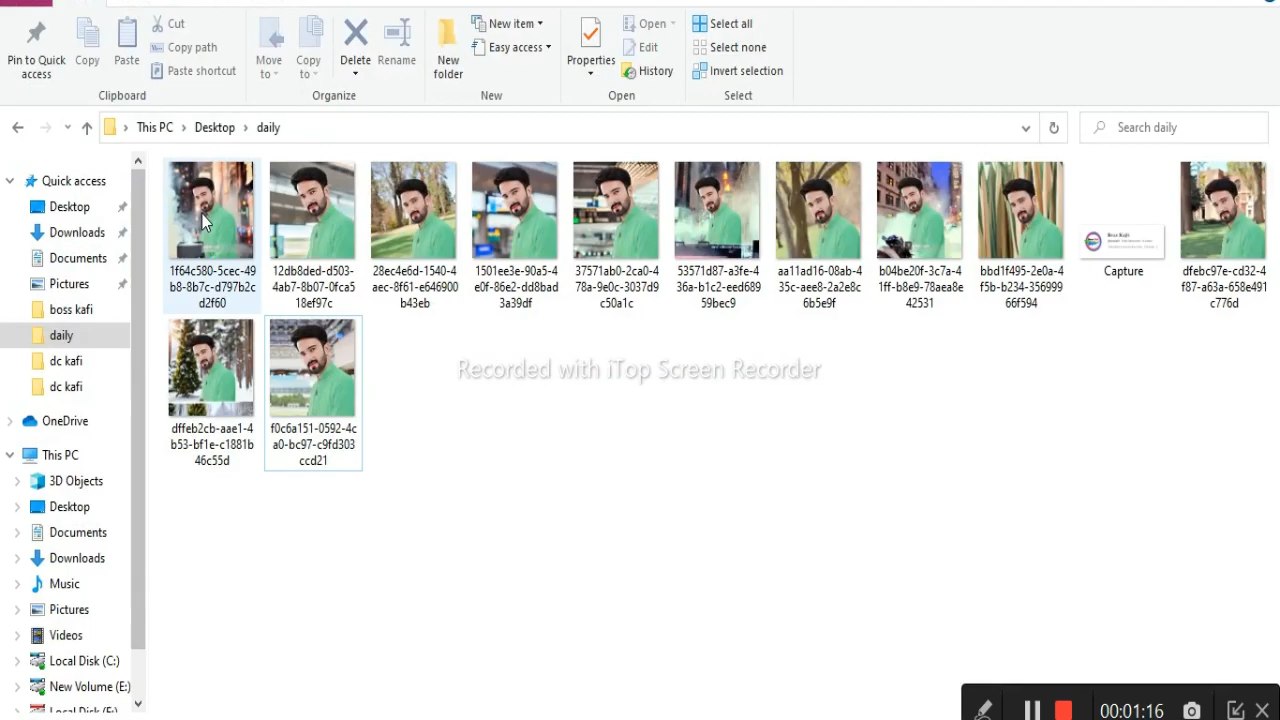 Pin to Quick
access
Copy
Paste
Cut
Copy path
Paste shortcut
Clipboard
Move
to
Copy
to
Delete
Rename
Organize
New
folder
New item
Easy access
New
Properties
Open
Edit
History
Open
Select all
Select none
Invert selection
Select
This PC > Desktop > daily
Search daily
Quick access
Desktop
Downloads
Documents
Pictures
boss kafi
daily
dc kafi
dc kafi
OneDrive
This PC
3D Objects
Desktop
Documents
Downloads
Music
Pictures
Videos
Local Disk (C:)
New Volume (E:)
1f64c580-5cec-49
b8-8b7c-d797b2c
d2f60
12db8ded-d503-
4ab7-8b07-0fca5
18ef97c
28ec4e6d-1540-4
aec-8f61-e646900
b43eb
1501ee3e-90a5-4
e0f-86e2-dd8bad
3a39df
37571ab0-2ca0-4
78a-9e0c-3037d9
c50a1c
53571d87-a3fe-4
36a-b1c2-eed689
59bec9
aa11ad16-08ab-4
35c-aee8-2a2e8c
6b5e9f
b04be20f-3c7a-4
1ff-b8e9-78aea8e
42531
bbd1f495-2e0a-4
f5b-b234-356999
66f594
Capture
dfebc97e-cd32-4
f87-a63a-658e491
c776d
dffeb2cb-aae1-4
b53-bf1e-c1881b
46c55d
f0c6a151-0592-4c
a0-bc97-c9fd303
ccd21
Recorded with iTop Screen Recorder
00:01:16